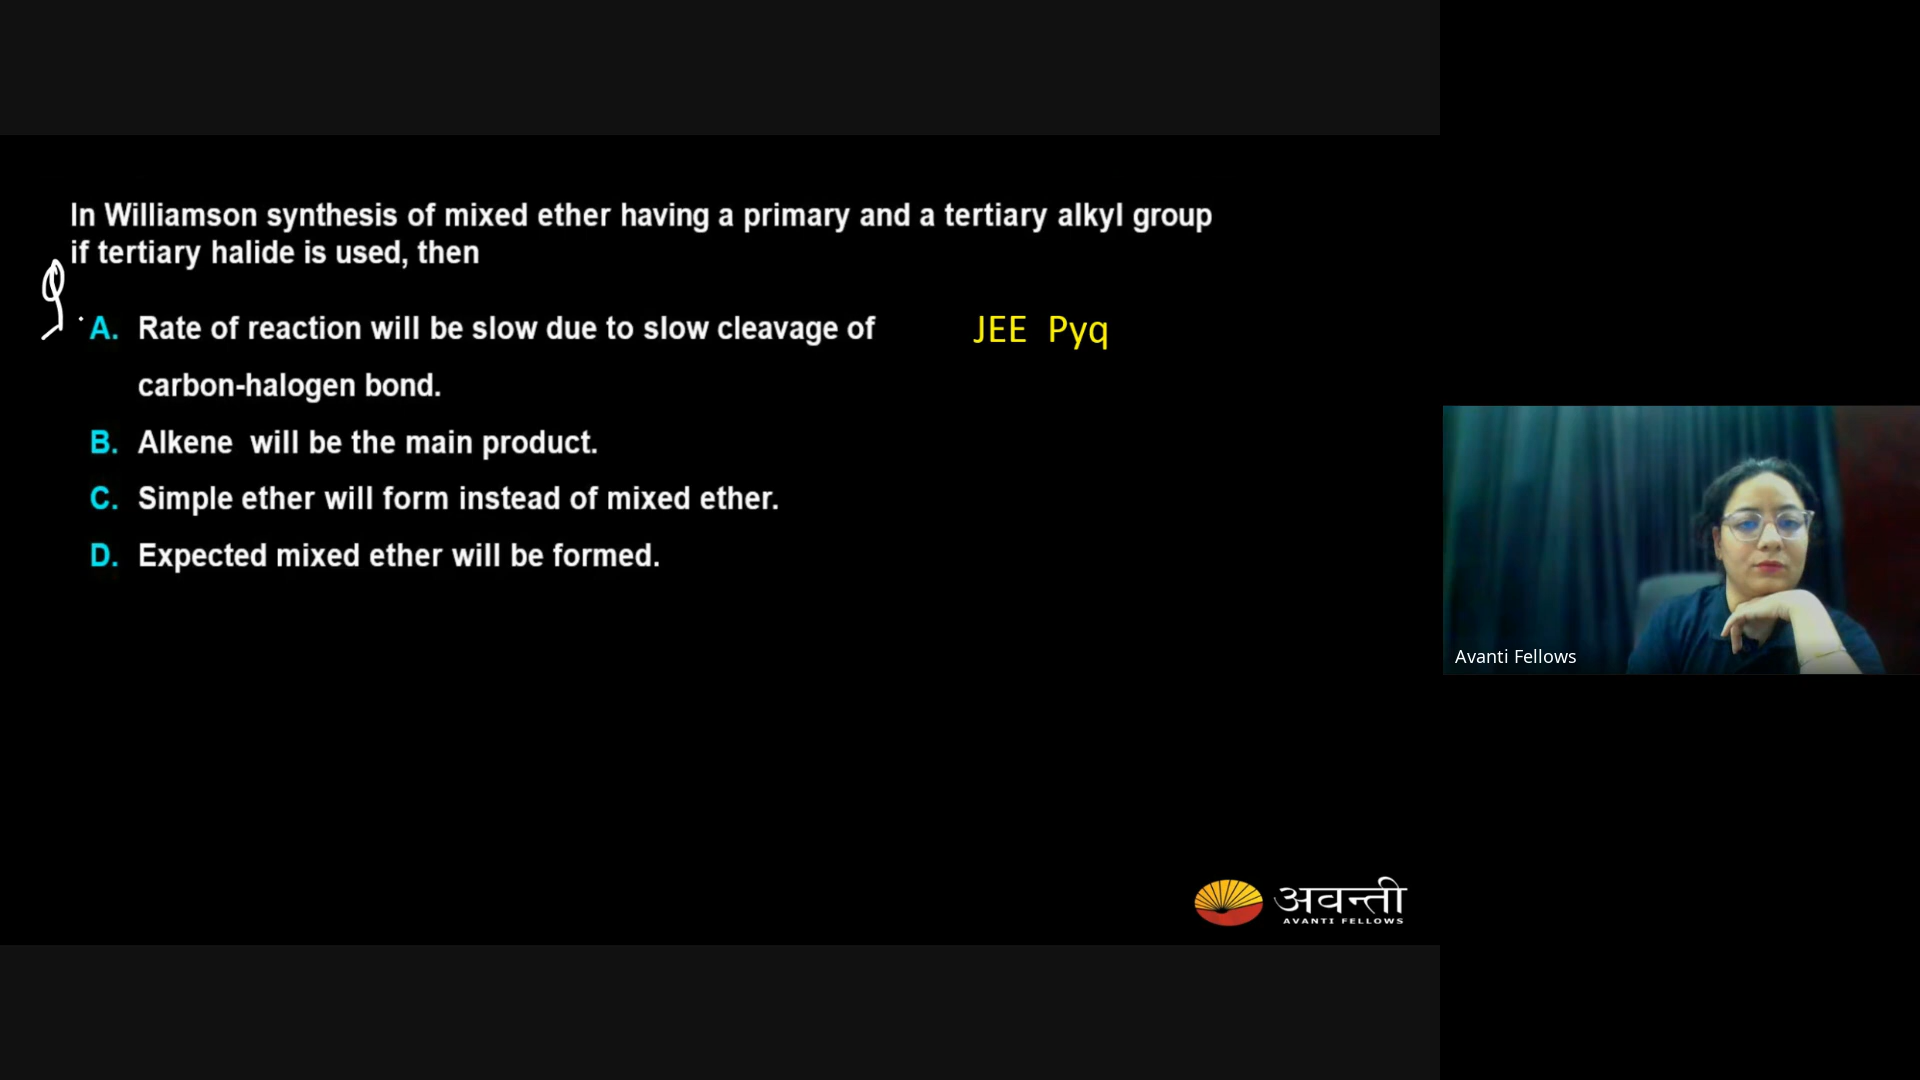 In Williamson synthesis of mixed ether having a primary and a tertiary alkyl group
if tertiary halide is used, then
9.
A. Rate of reaction will be slow due to slow cleavage of
carbon-halogen bond.
JEE Pyq
B. Alkene will be the main product.
C. Simple ether will form instead of mixed ether.
D. Expected mixed ether will be formed.
Avanti Fellows
अवन्ती
AVANTI FELLOWS